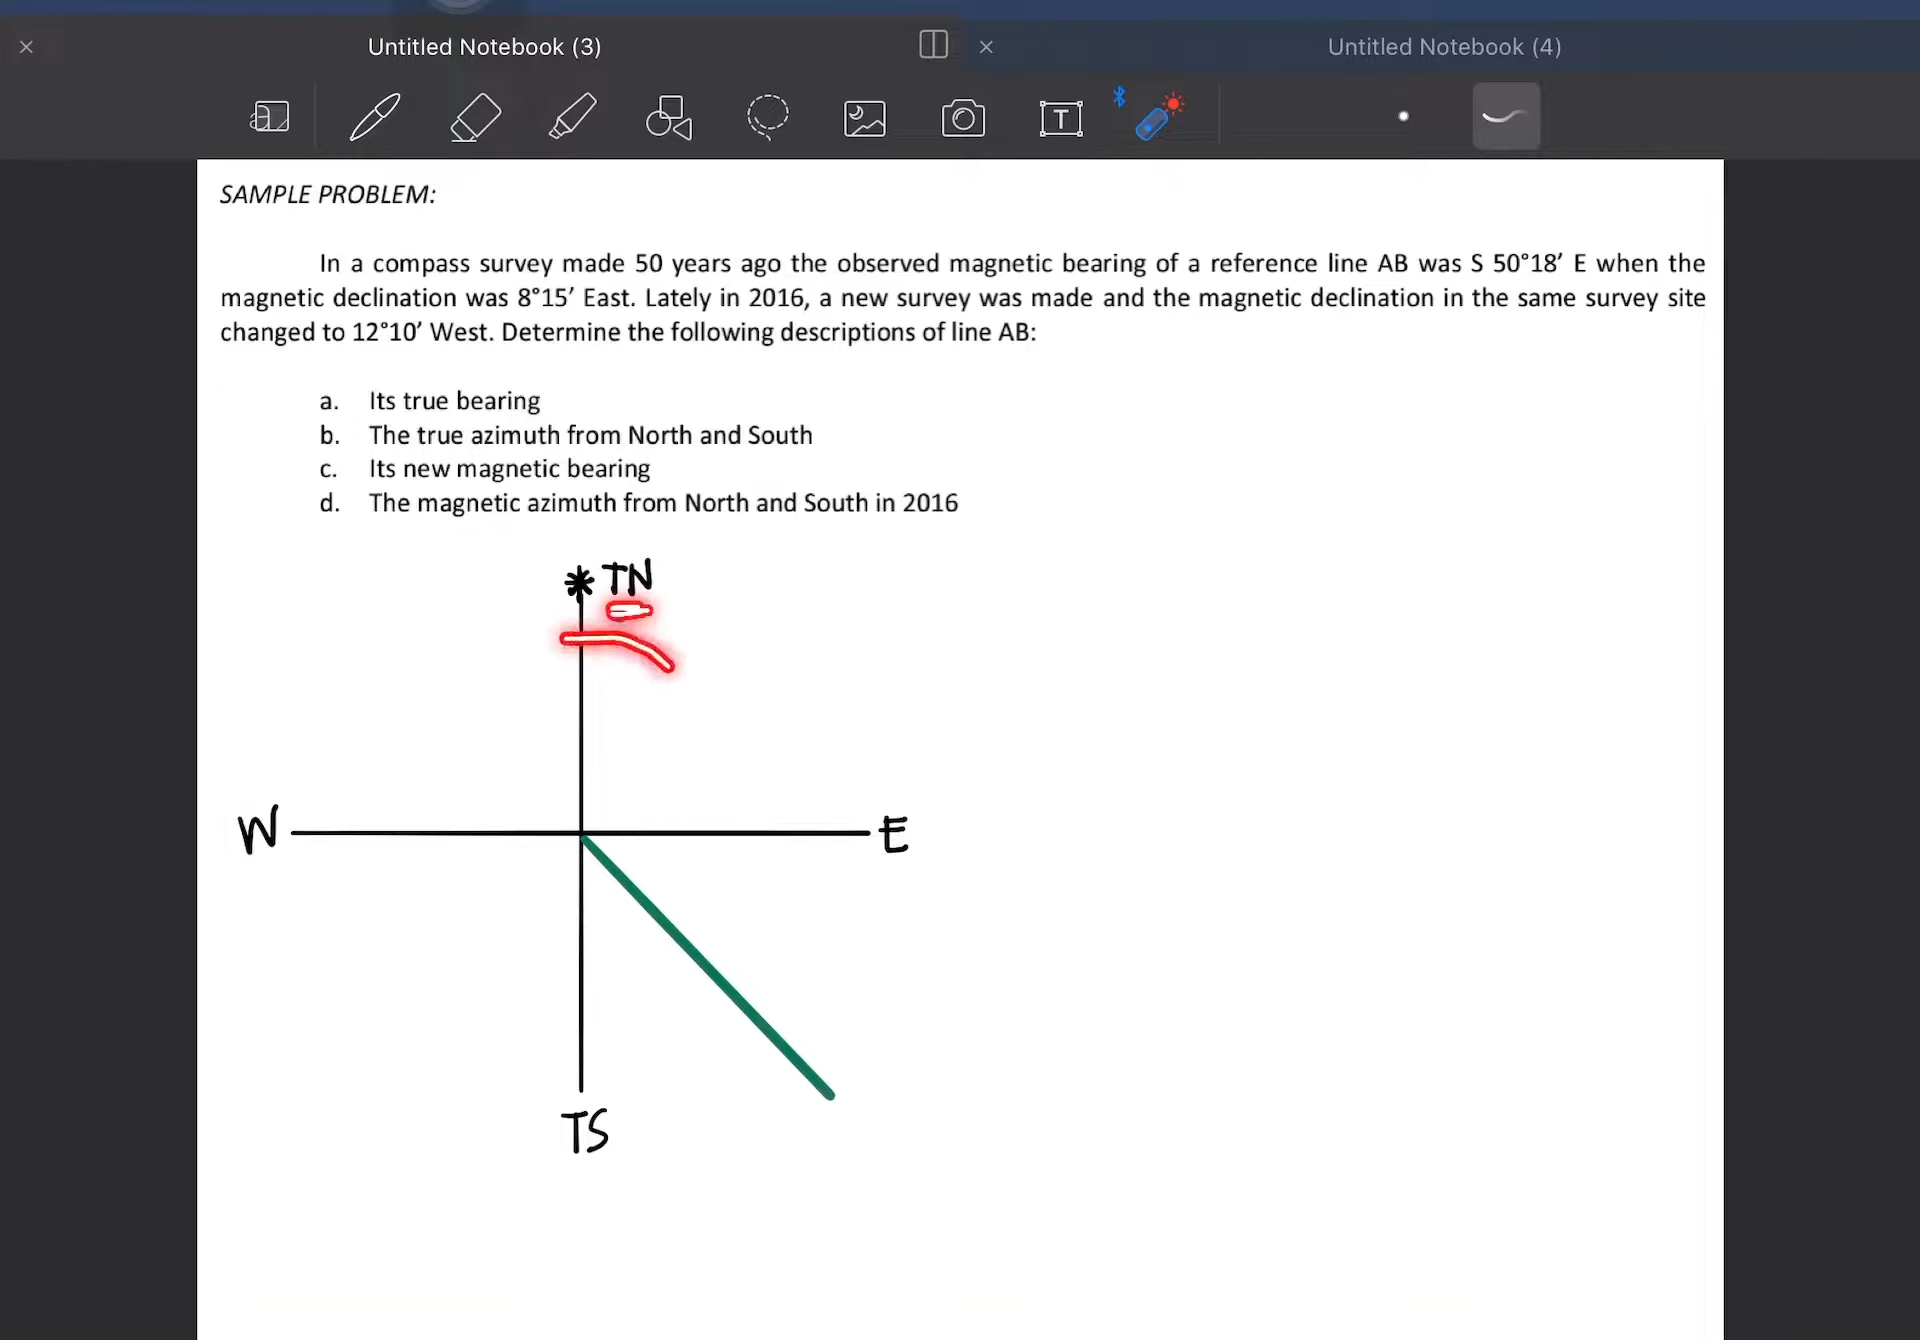 Untitled Notebook (3)
Untitled Notebook (4)
SAMPLE PROBLEM:
In a compass survey made 50 years ago the observed magnetic bearing of a reference line AB was S 50°18′ E when the
magnetic declination was 8°15′ East. Lately in 2016, a new survey was made and the magnetic declination in the same survey site
changed to 12°10′ West. Determine the following descriptions of line AB:
a. Its true bearing
b. The true azimuth from North and South
c. Its new magnetic bearing
d. The magnetic azimuth from North and South in 2016
TN
W
E
TS